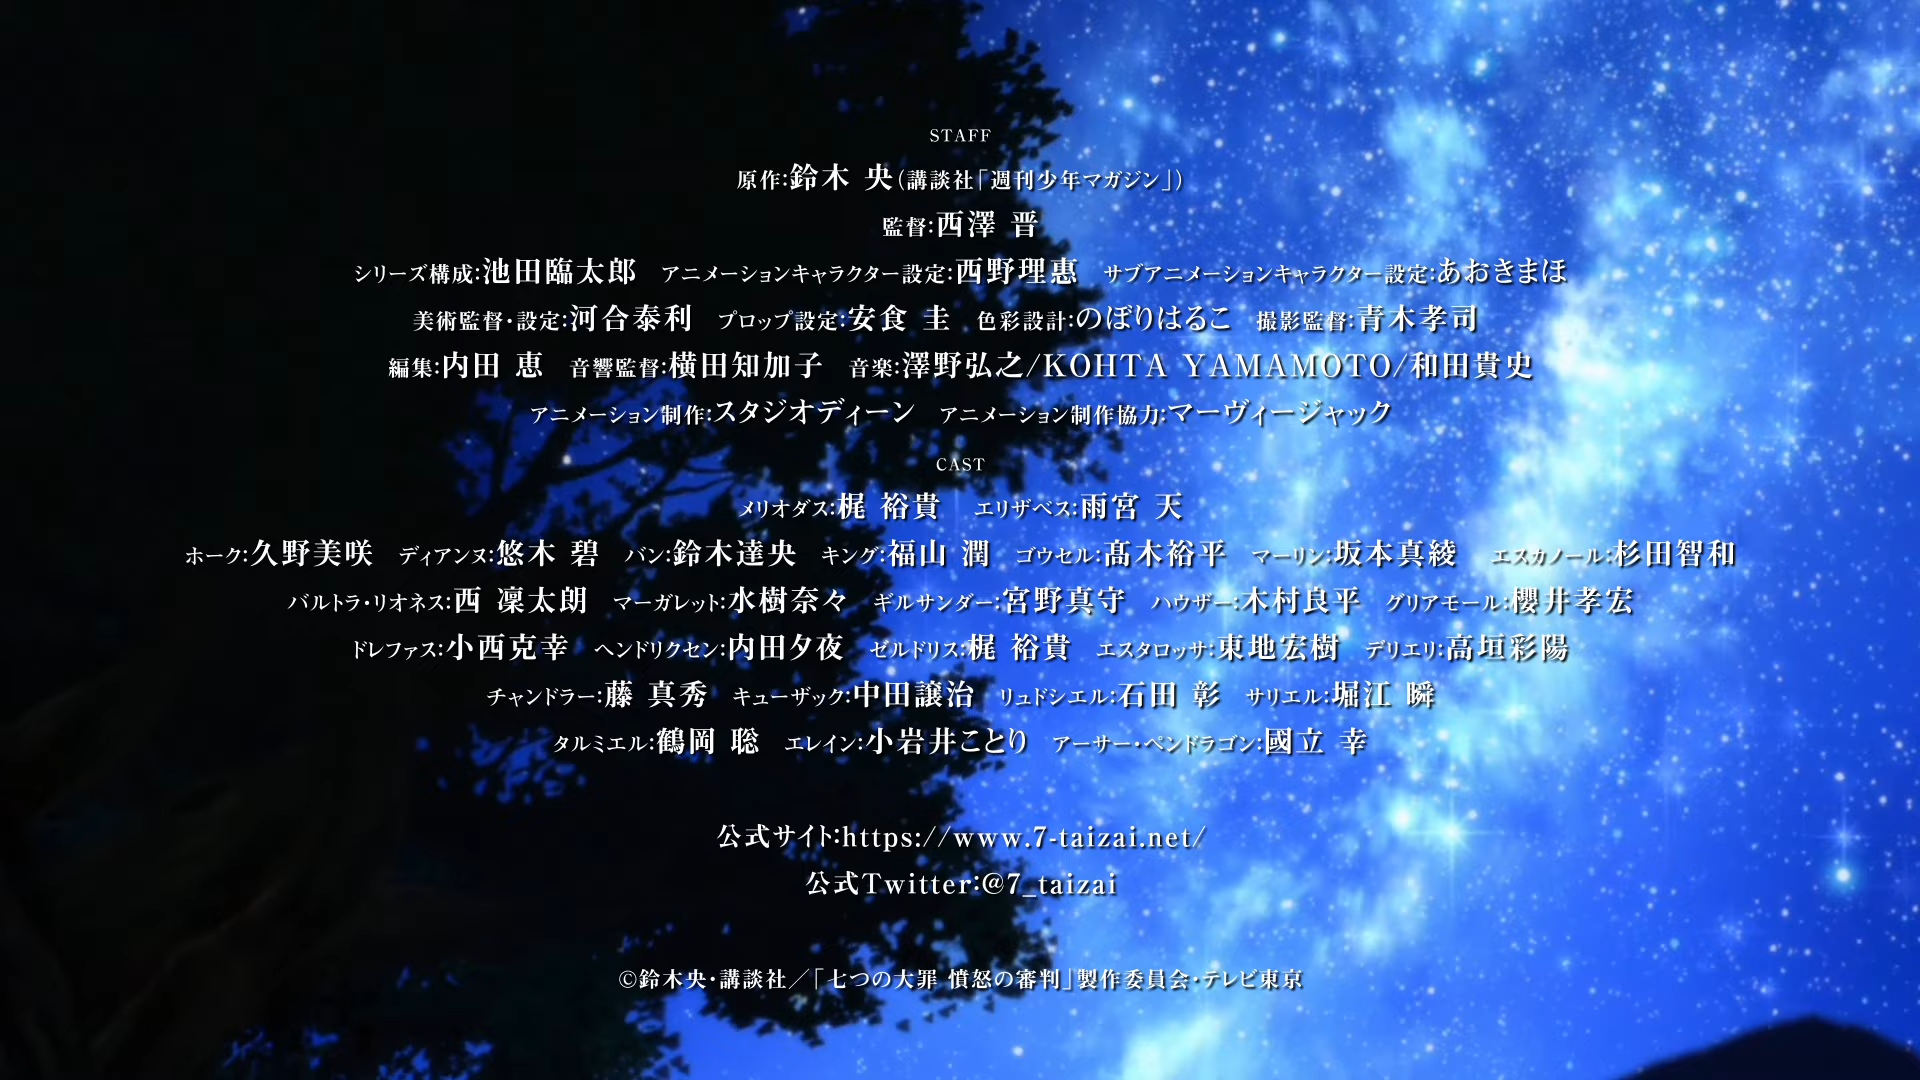 STAFF
原作:鈴木 央(講談社「週刊少年マガジン」)
監督:西澤 晋
シリーズ構成:池田臨太郎 アニメーションキャラクター設定:西野理惠 サブアニメーションキャラクター設定:あおきまほ
美術監督・設定:河合泰利 プロップ設定:安食 圭 色彩設計:のぼりはるこ 撮影監督:青木孝司
編集:内田 恵 音響監督:横田知加子 音楽:澤野弘之/KOHTA YAMAMOTO/和田貴史
アニメーション制作:スタジオディーン アニメーション制作協力:マーヴィージャック
CAST
メリオダス:梶 裕貴 エリザベス:雨宮 天
ホーク:久野美咲 ディアンヌ:悠木 碧 バン:鈴木達央 キング:福山 潤 ゴウセル:髙木裕平 マーリン:坂本真綾 エスカノール:杉田智和
バルトラ・リオネス:西 凜太朗 マーガレット:水樹奈々 ギルサンダー:宮野真守 ハウザー:木村良平 グリアモール:櫻井孝宏
ドレファス:小西克幸 ヘンドリクセン:内田夕夜 ゼルドリス:梶 裕貴 エスタロッサ:東地宏樹 デリエリ:高垣彩陽
チャンドラー:藤 真秀 キューザック:中田譲治 リュドシエル:石田 彰 サリエル:堀江 瞬
タルミエル:鶴岡 聡 エレイン:小岩井ことり アーサー・ペンドラゴン:國立 幸
公式サイト:https://www.7-taizai.net/
公式Twitter:@7_taizai
©鈴木央・講談社／「七つの大罪 憤怒の審判」製作委員会・テレビ東京